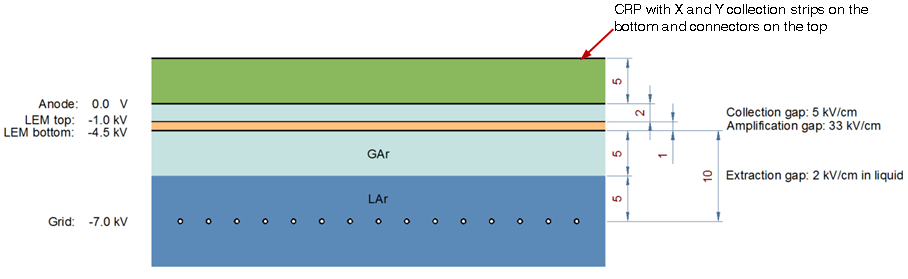 CRP with X and Y collection strips on the
bottom and connectors on the top
5
Anode: 0.0 V
2
LEM top: -1.0 kV
Collection gap: 5 kV/cm
LEM bottom: -4.5 kV
Amplification gap: 33 kV/cm
GAr
5
1
10
Extraction gap: 2 kV/cm in liquid
LAr
5
Grid: -7.0 kV